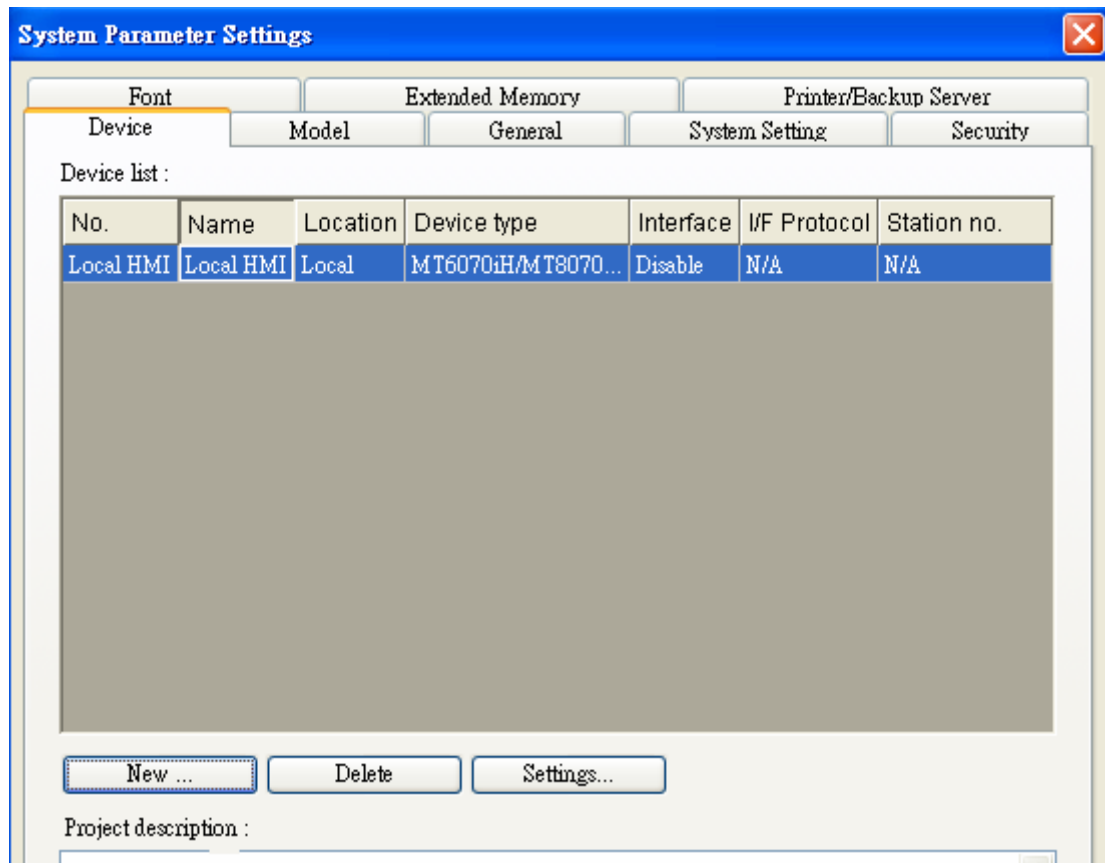 System Parameter Settings
Font Extended Memory Printer/Backup Server
Device Model General System Setting Security
Device list :
No. Name Location Device type Interface I/F Protocol Station no.
Local HMI Local HMI Local MT6070iH/MT8070... Disable N/A N/A
New ... Delete Settings...
Project description :